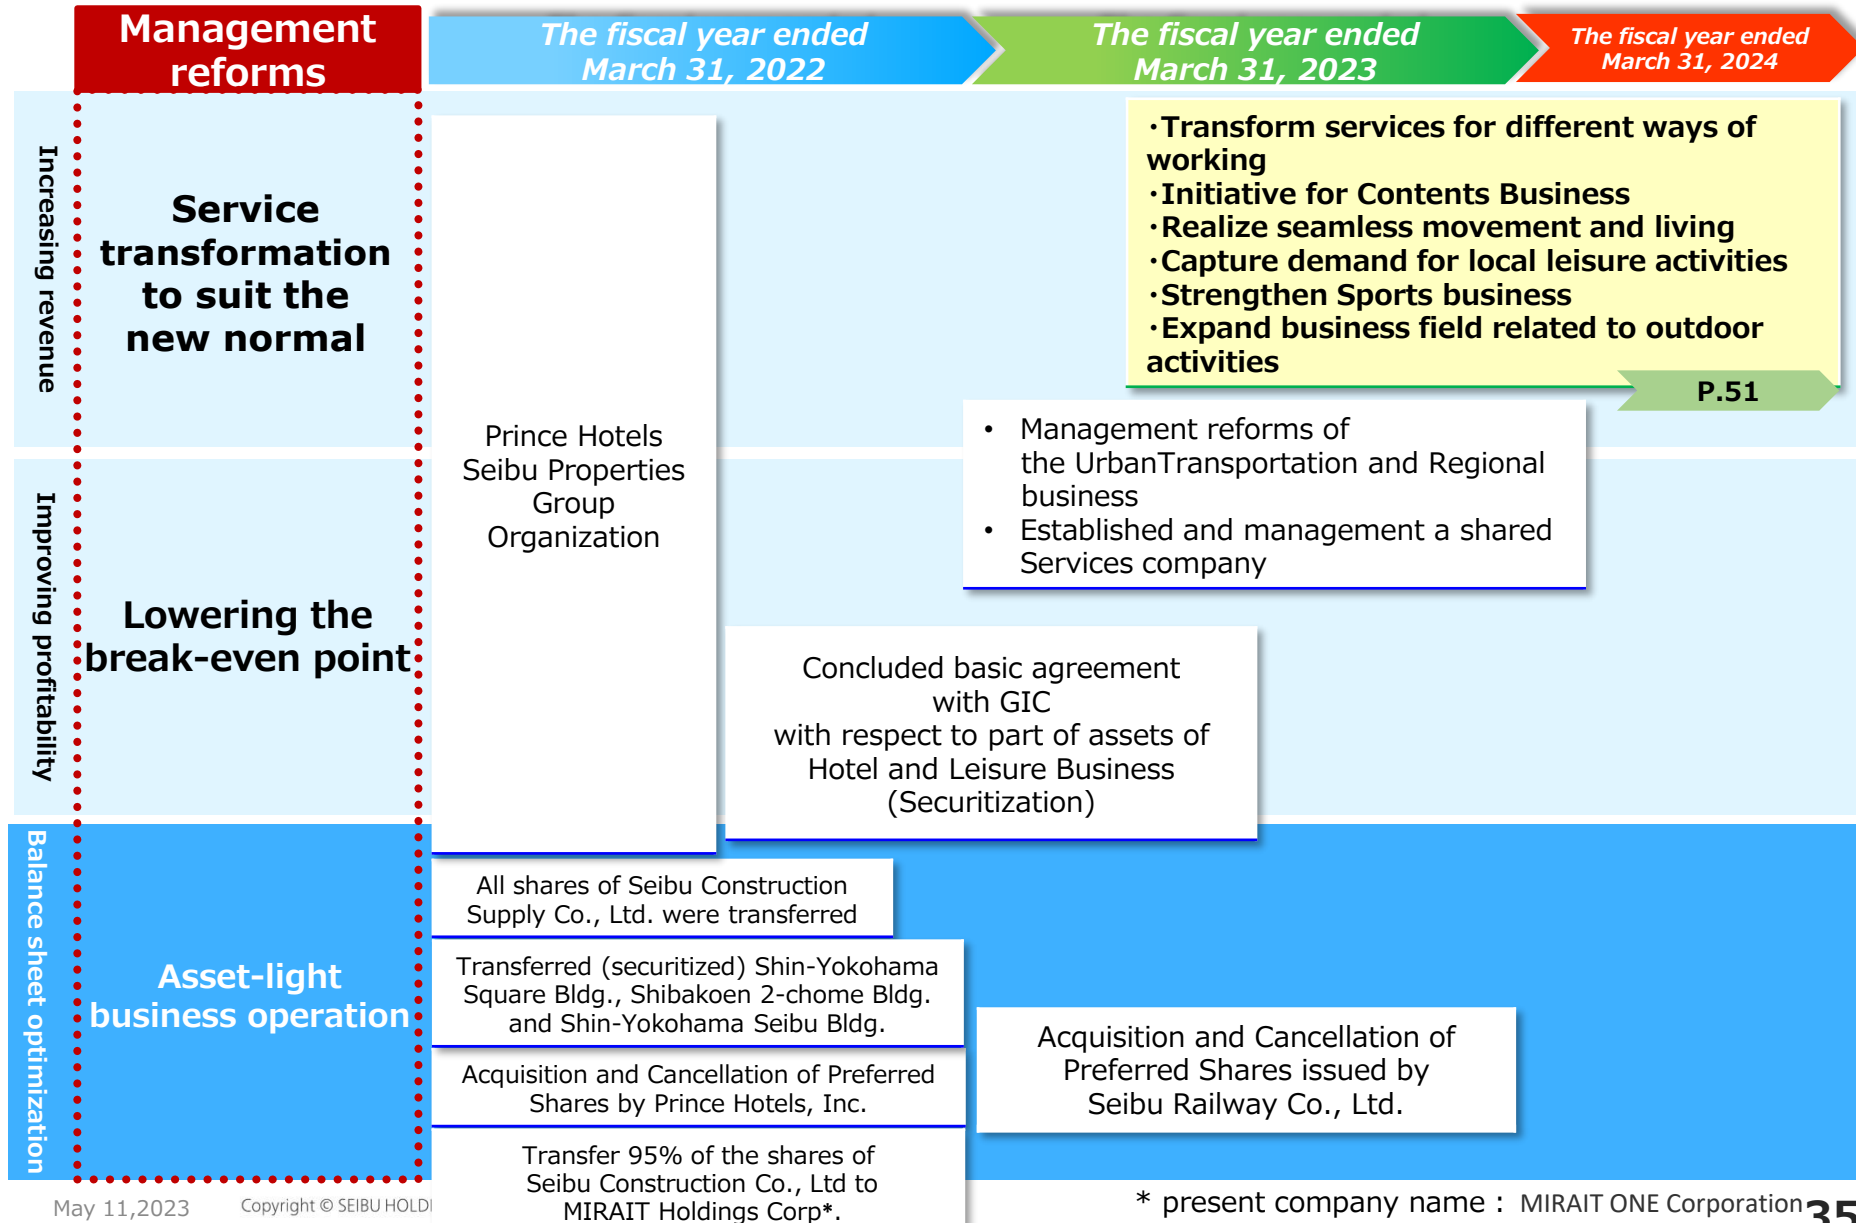 Management
reforms
The fiscal year ended
March 31, 2022
The fiscal year ended
March 31, 2023
The fiscal year ended
March 31, 2024
Increasing revenue
Service
transformation
to suit the
new normal
・Transform services for different ways of
working
・Initiative for Contents Business
・Realize seamless movement and living
・Capture demand for local leisure activities
・Strengthen Sports business
・Expand business field related to outdoor
activities
P.51
Prince Hotels
Seibu Properties
Group
Organization
• Management reforms of
the UrbanTransportation and Regional
business
• Established and management a shared
Services company
Improving profitability
Lowering the
break-even point
Concluded basic agreement
with GIC
with respect to part of assets of
Hotel and Leisure Business
(Securitization)
Balance sheet optimization
Asset-light
business operation
All shares of Seibu Construction
Supply Co., Ltd. were transferred
Transferred (securitized) Shin-Yokohama
Square Bldg., Shibakoen 2-chome Bldg.
and Shin-Yokohama Seibu Bldg.
Acquisition and Cancellation of Preferred
Shares by Prince Hotels, Inc.
Acquisition and Cancellation of
Preferred Shares issued by
Seibu Railway Co., Ltd.
Transfer 95% of the shares of
Seibu Construction Co., Ltd to
MIRAIT Holdings Corp*.
May 11,2023
Copyright © SEIBU
* present company name : MIRAIT ONE Corporation
35